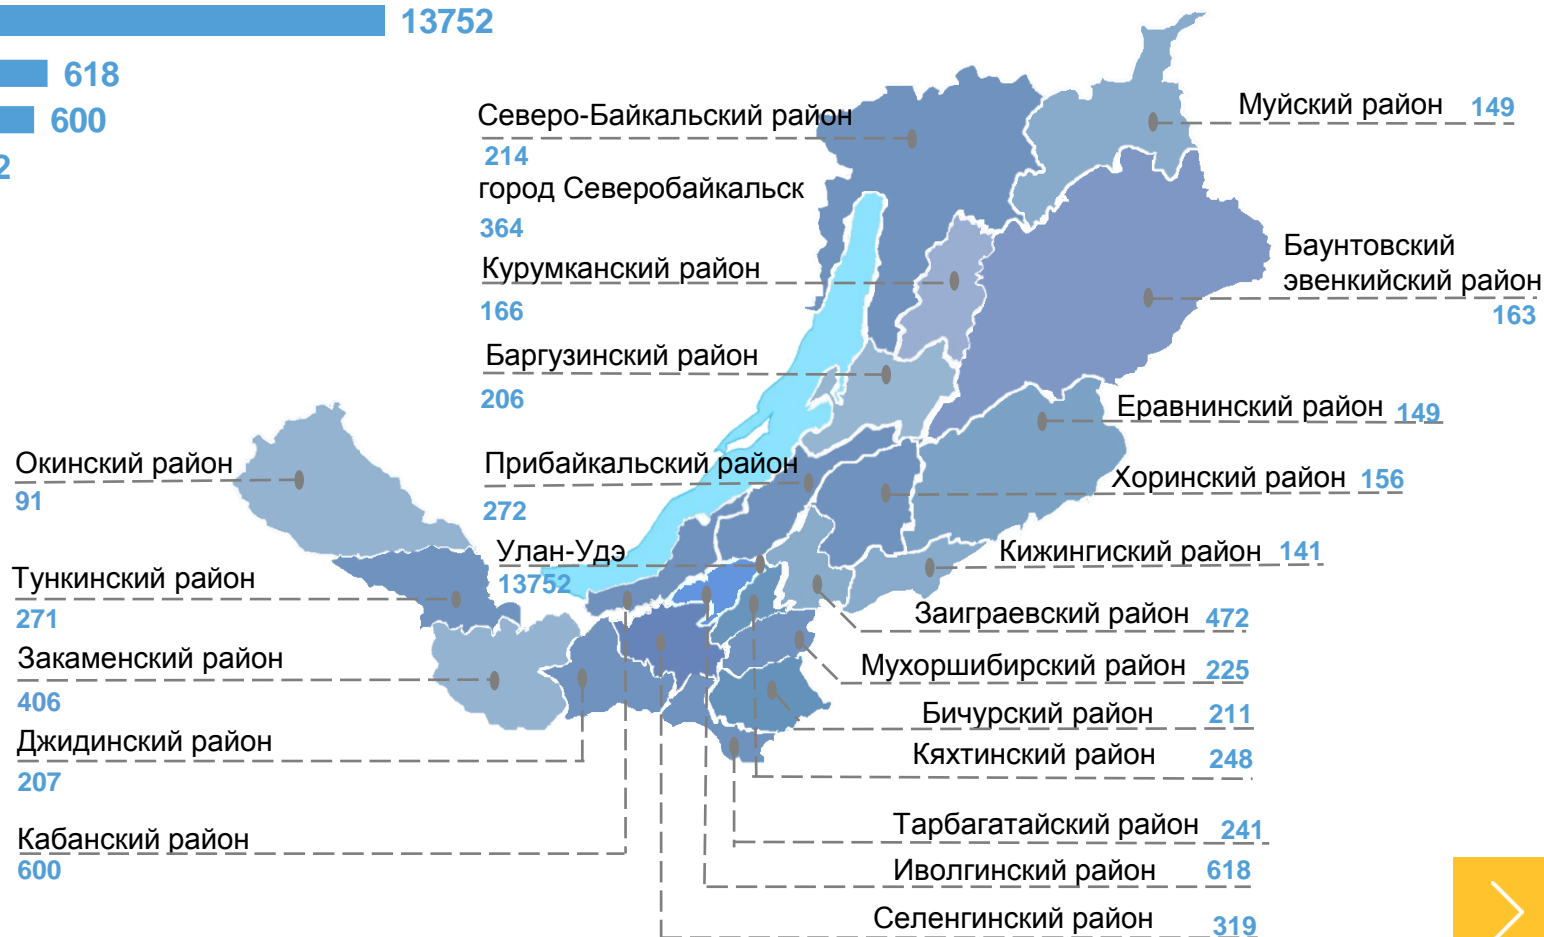 13752
618
600
2
Северо-Байкальский район
214
город Северобайкальск
364
Курумканский район
166
Баргузинский район
206
Прибайкальский район
272
Улан-Удэ
13752
Окинский район
91
Тункинский район
271
Закаменский район
406
Джидинский район
207
Кабанский район
600
Муйский район 149
Баунтовский
эвенкийский район
163
Еравнинский район 149
Хоринский район 156
Кижингиский район 141
Заиграевский район 472
Мухоршибирский район 225
Бичурский район 211
Кяхтинский район 248
Тарбагатайский район 241
Иволгинский район 618
Селенгинский район 319